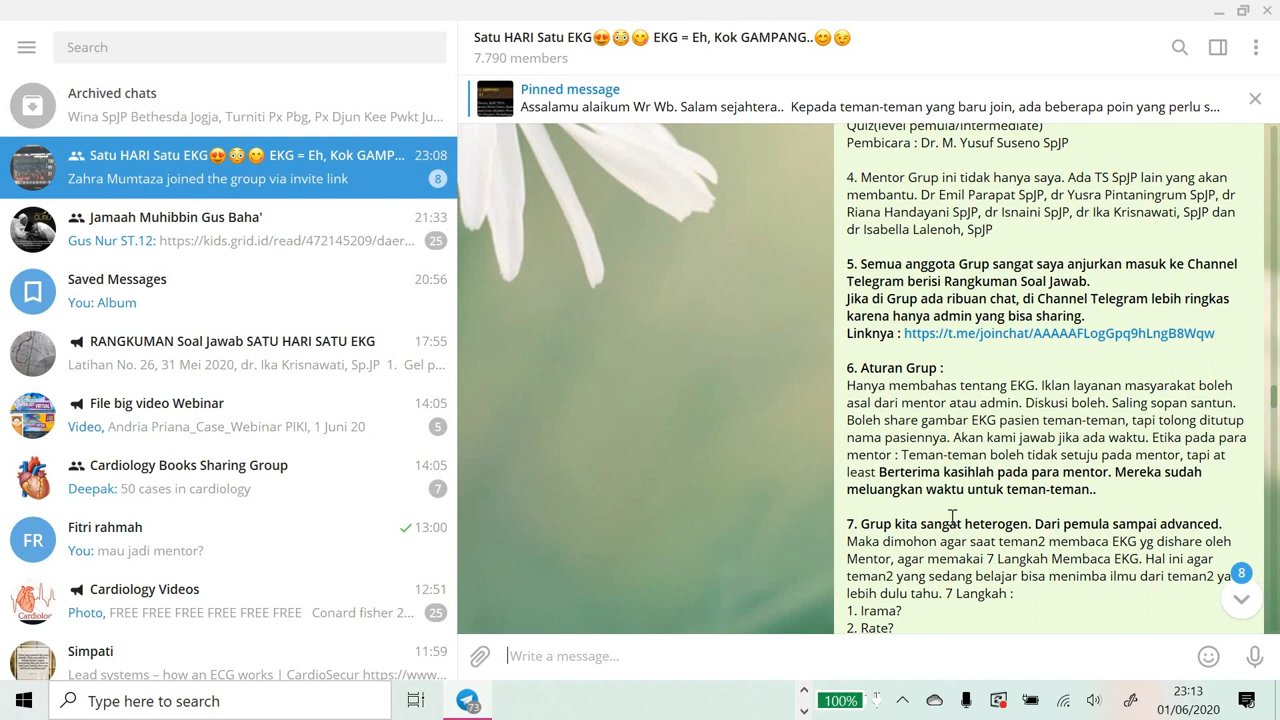 Search
Archived chats
rina SpJP Bethesda Jogja, Turniti Px Pbg, Px Djun Kee Pwkt Ju...
Satu HARI Satu EKG😍😳😋 EKG = Eh, Kok GAMP... 23:08
Zahra Mumtaza joined the group via invite link 8
Jamaah Muhibbin Gus Baha' 21:33
Gus Nur ST.12: https://kids.grid.id/read/472145209/daer... 25
Saved Messages 20:56
You: Album
RANGKUMAN Soal Jawab SATU HARI SATU EKG 17:55
Latihan No. 26, 31 Mei 2020, dr. Ika Krisnawati, Sp.JP 1. Gel p...
File big video Webinar 14:05
Video, Andria Priana_Case_Webinar PIKI, 1 Juni 20 5
Cardiology Books Sharing Group 14:05
Deepak: 50 cases in cardiology 7
FR
Fitri rahmah 13:00
You: mau jadi mentor?
Cardiology Videos 12:51
Photo, FREE FREE FREE FREE FREE FREE Conard fisher 2... 25
Simpati 11:59
Lead systems – how an ECG works | CardioSecur https://www...
Satu HARI Satu EKG😍😳😋 EKG = Eh, Kok GAMPANG..😊😉
7.790 members
Pinned message
Assalamu alaikum Wr Wb. Salam sejahtera.. Kepada teman-teman yang baru join, ada beberapa poin yang perlu s...
Quiz(level pemula/intermediate)
Pembicara : Dr. M. Yusuf Suseno SpJP
4. Mentor Grup ini tidak hanya saya. Ada TS SpJP lain yang akan
membantu. Dr Emil Parapat SpJP, dr Yusra Pintaningrum SpJP, dr
Riana Handayani SpJP, dr Isnaini SpJP, dr Ika Krisnawati, SpJP dan
dr Isabella Lalenoh, SpJP
5. Semua anggota Grup sangat saya anjurkan masuk ke Channel
Telegram berisi Rangkuman Soal Jawab.
Jika di Grup ada ribuan chat, di Channel Telegram lebih ringkas
karena hanya admin yang bisa sharing.
Linknya : https://t.me/joinchat/AAAAAFLogGpq9hLngB8Wqw
6. Aturan Grup :
Hanya membahas tentang EKG. Iklan layanan masyarakat boleh
asal dari mentor atau admin. Diskusi boleh. Saling sopan santun.
Boleh share gambar EKG pasien teman-teman, tapi tolong ditutup
nama pasiennya. Akan kami jawab jika ada waktu. Etika pada para
mentor : Teman-teman boleh tidak setuju pada mentor, tapi at
least Berterima kasihlah pada para mentor. Mereka sudah
meluangkan waktu untuk teman-teman..
7. Grup kita sangat heterogen. Dari pemula sampai advanced.
Maka dimohon agar saat teman2 membaca EKG yg dishare oleh
Mentor, agar memakai 7 Langkah Membaca EKG. Hal ini agar
teman2 yang sedang belajar bisa menimba ilmu dari teman2 ya
lebih dulu tahu. 7 Langkah :
1. Irama?
2. Rate?
8
Write a message...
Type here to search
73
100%
23:13
01/06/2020